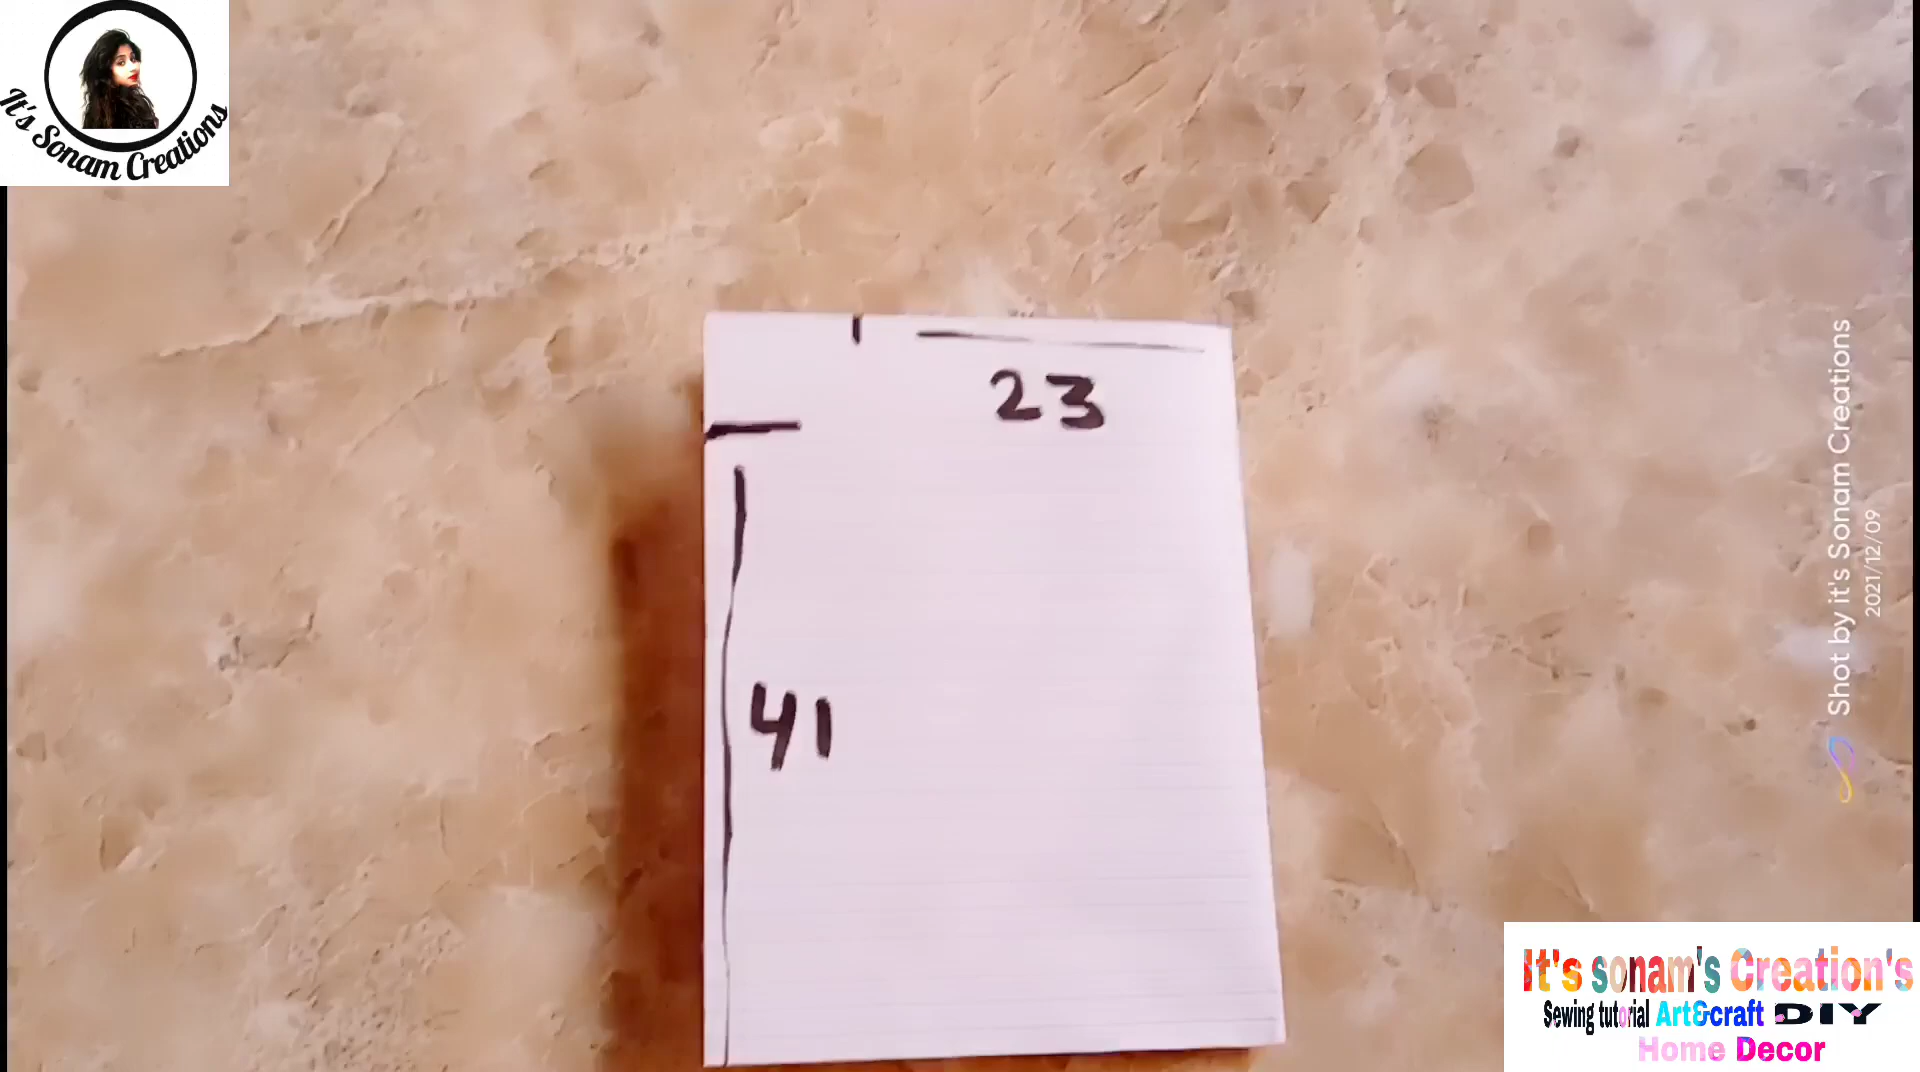 It's Sonam Creations
23
41
Shot by it's Sonam Creations
2021/12/09
It's sonam's Creation's
Sewing tutorial Art&craft DIY
Home Decor